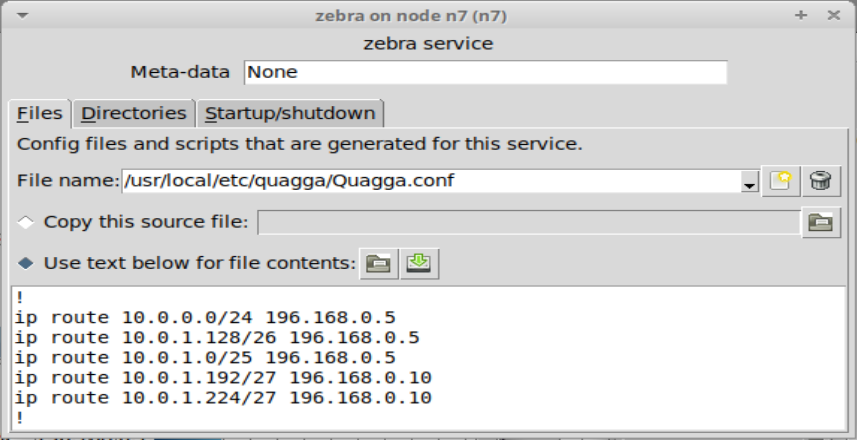 zebra on node n7 (n7)
zebra service
Meta-data None
Files Directories Startup/shutdown
Config files and scripts that are generated for this service.
File name: /usr/local/etc/quagga/Quagga.conf
Copy this source file:
Use text below for file contents:
!
ip route 10.0.0.0/24 196.168.0.5
ip route 10.0.1.128/26 196.168.0.5
ip route 10.0.1.0/25 196.168.0.5
ip route 10.0.1.192/27 196.168.0.10
ip route 10.0.1.224/27 196.168.0.10
!